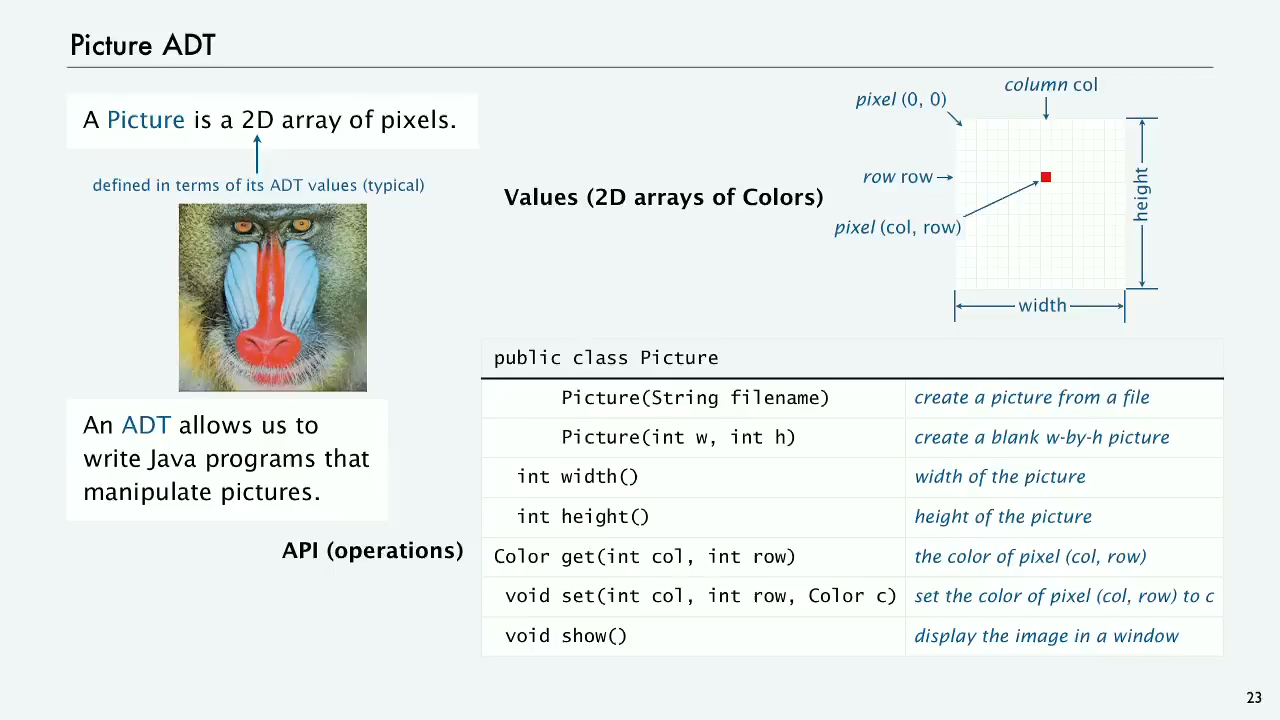 Picture ADT
A Picture is a 2D array of pixels.
defined in terms of its ADT values (typical)
An ADT allows us to
write Java programs that
manipulate pictures.
Values (2D arrays of Colors)
column col
pixel (0, 0)
row row
pixel (col, row)
height
width
API (operations)
public class Picture
Picture(String filename) create a picture from a file
Picture(int w, int h) create a blank w-by-h picture
int width() width of the picture
int height() height of the picture
Color get(int col, int row) the color of pixel (col, row)
void set(int col, int row, Color c) set the color of pixel (col, row) to c
void show() display the image in a window
23